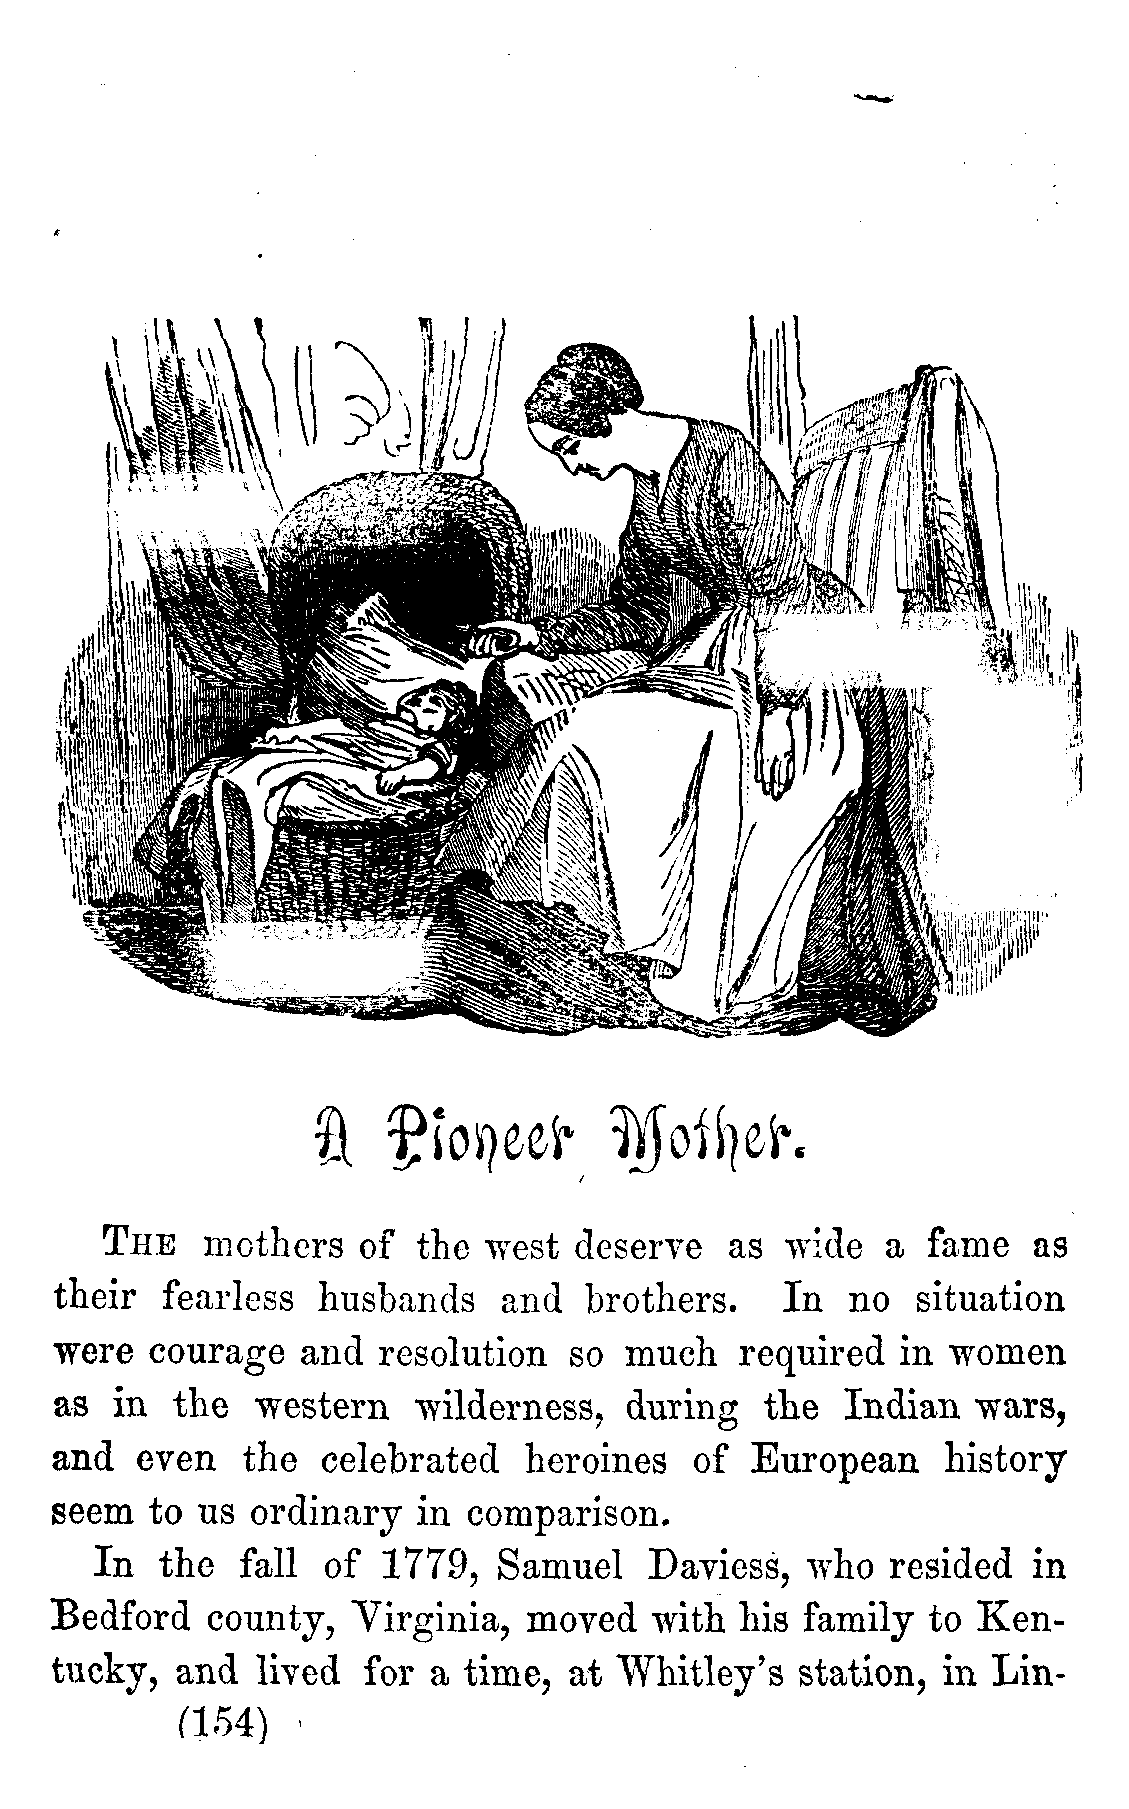 A Pioneer Mother.
THE mothers of the west deserve as wide a fame as
their fearless husbands and brothers. In no situation
were courage and resolution so much required in women
as in the western wilderness, during the Indian wars,
and even the celebrated heroines of European history
seem to us ordinary in comparison.
In the fall of 1779, Samuel Daviess, who resided in
Bedford county, Virginia, moved with his family to Ken-
tucky, and lived for a time, at Whitley's station, in Lin-
(154)